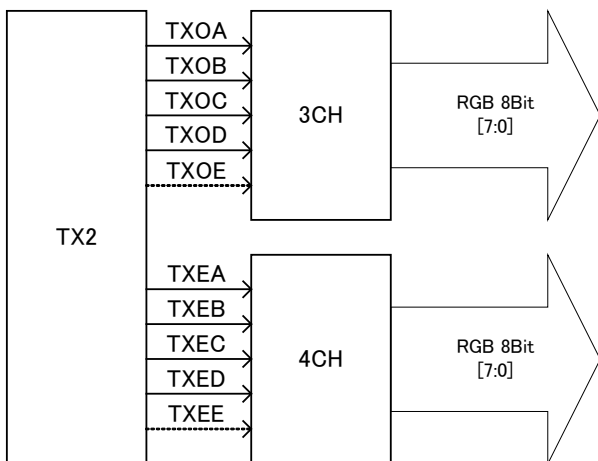 TXOA
TXOB
TXOC
TXOD
TXOE
3CH
RGB 8Bit
[7:0]
TX2
TXEA
TXEB
TXEC
TXED
TXEE
4CH
RGB 8Bit
[7:0]